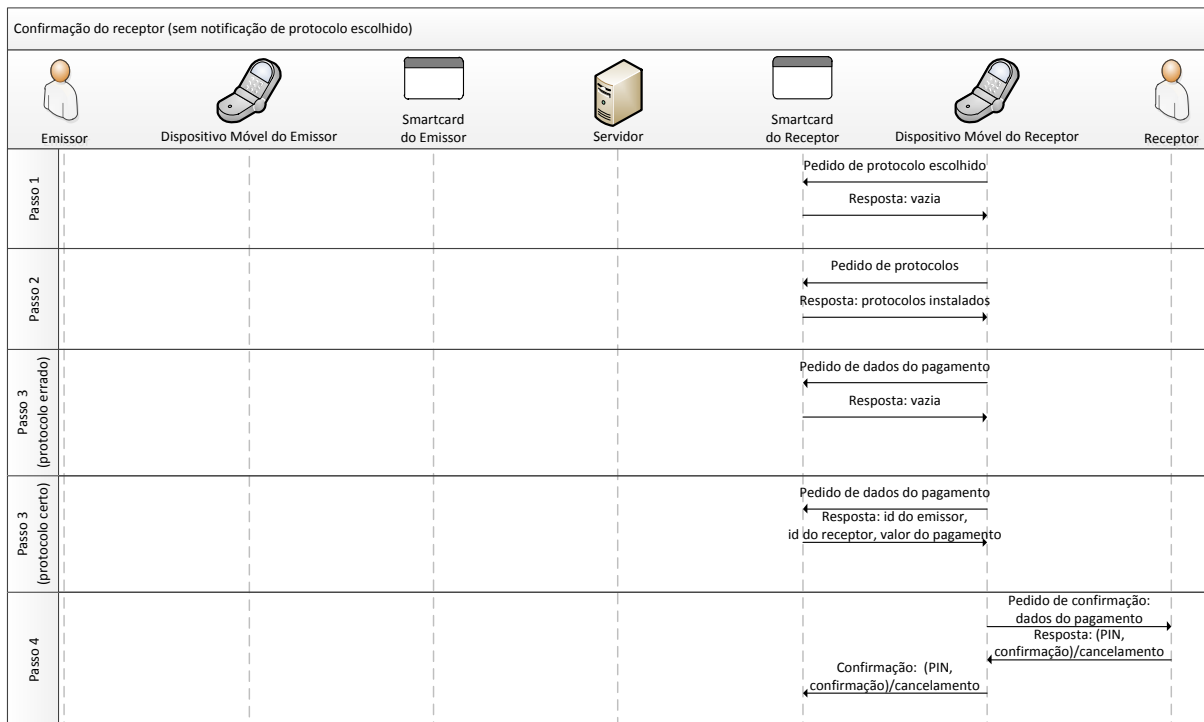 Confirmação do receptor (sem notificação de protocolo escolhido)
Emissor
Dispositivo Móvel do Emissor
Smartcard
do Emissor
Servidor
Smartcard
do Receptor
Dispositivo Móvel do Receptor
Receptor
Passo 1
Pedido de protocolo escolhido
Resposta: vazia
Passo 2
Pedido de protocolos
Resposta: protocolos instalados
Passo 3
(protocolo errado)
Pedido de dados do pagamento
Resposta: vazia
Passo 3
(protocolo certo)
Pedido de dados do pagamento
Resposta: id do emissor,
id do receptor, valor do pagamento
Passo 4
Pedido de confirmação:
dados do pagamento
Resposta: (PIN,
confirmação)/cancelamento
Confirmação: (PIN,
confirmação)/cancelamento